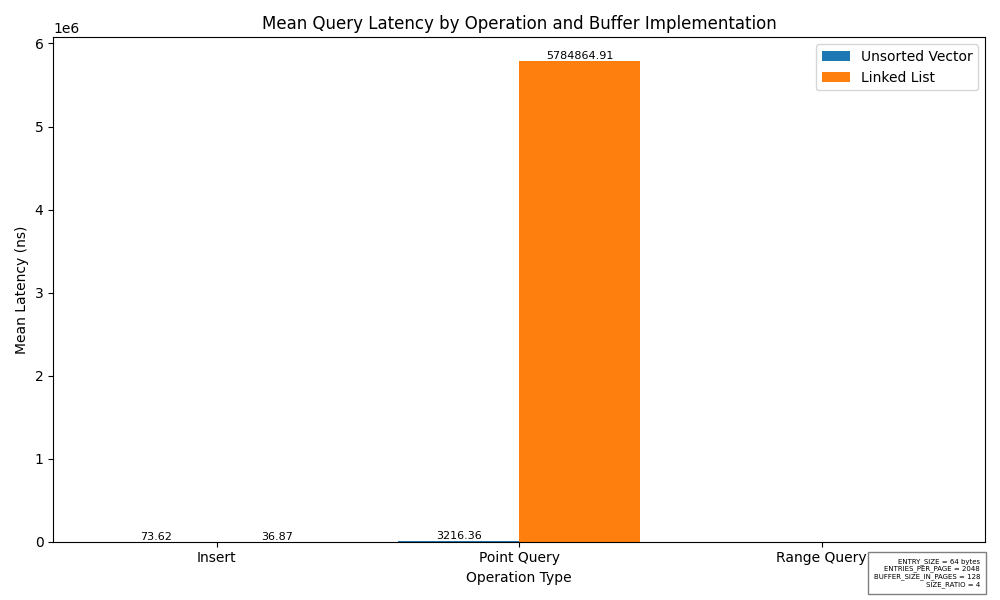 Mean Query Latency by Operation and Buffer Implementation
1e6
6
5
4
3
2
1
0
Mean Latency (ns)
Unsorted Vector
Linked List
5784864.91
73.62
36.87
3216.36
Insert
Point Query
Range Query
Operation Type
ENTRY_SIZE = 64 bytes
ENTRIES_PER_PAGE = 2048
BUFFER_SIZE_IN_PAGES = 128
SIZE_RATIO = 4